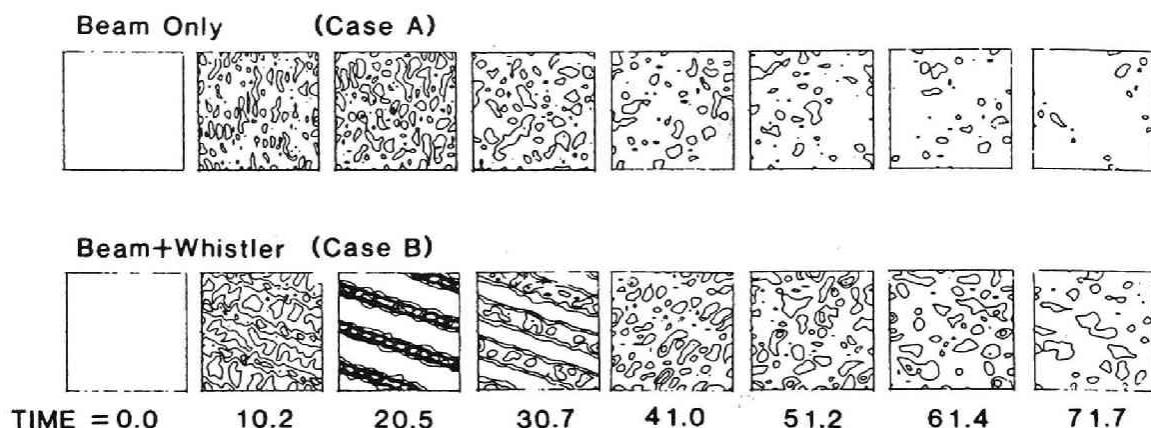 Beam Only (Case A)
Beam+Whistler (Case B)
TIME = 0.0 10.2 20.5 30.7 41.0 51.2 61.4 71.7